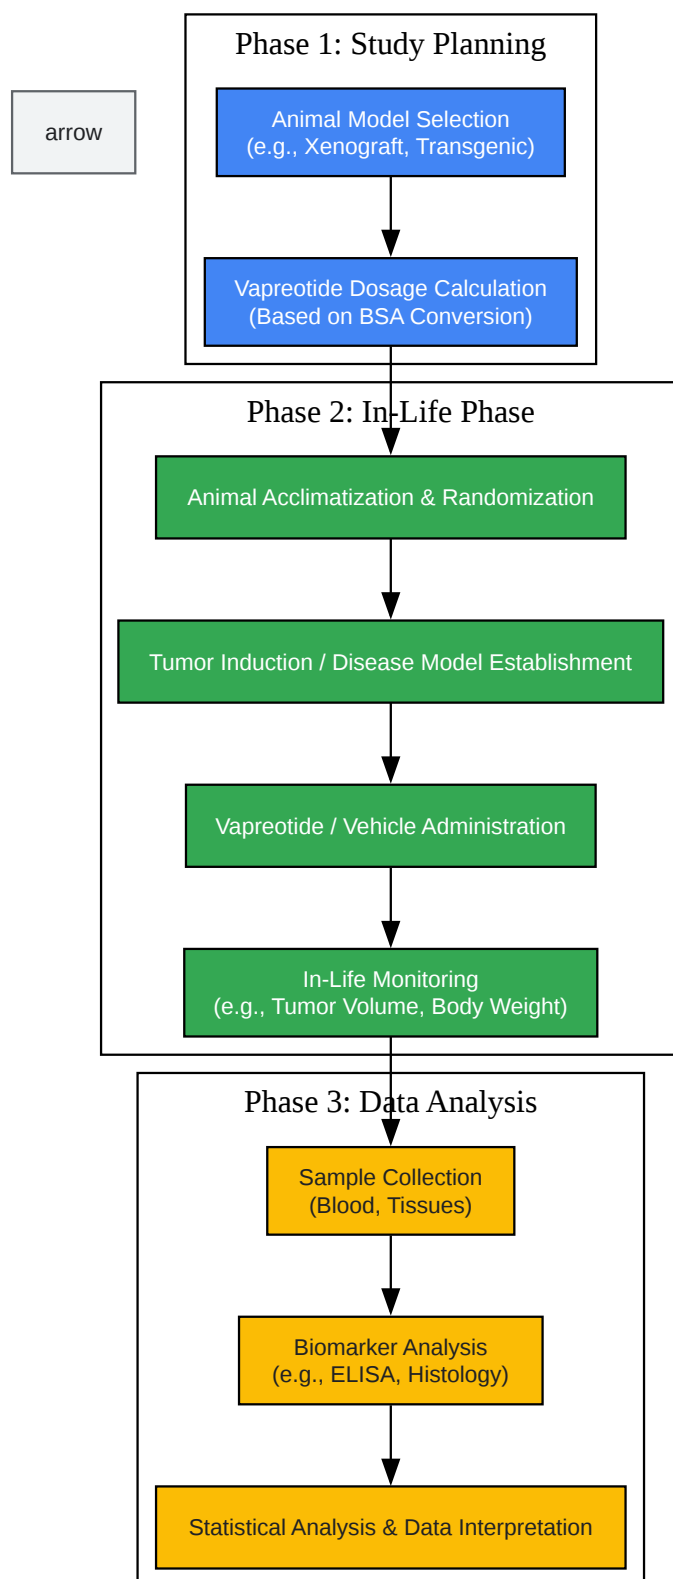 Phase 1: Study Planning
arrow
Animal Model Selection
(e.g., Xenograft, Transgenic)
Vapreotide Dosage Calculation
(Based on BSA Conversion)
Phase 2: In-Life Phase
Animal Acclimatization & Randomization
Tumor Induction / Disease Model Establishment
Vapreotide / Vehicle Administration
In-Life Monitoring
(e.g., Tumor Volume, Body Weight)
Phase 3: Data Analysis
Sample Collection
(Blood, Tissues)
Biomarker Analysis
(e.g., ELISA, Histology)
Statistical Analysis & Data Interpretation